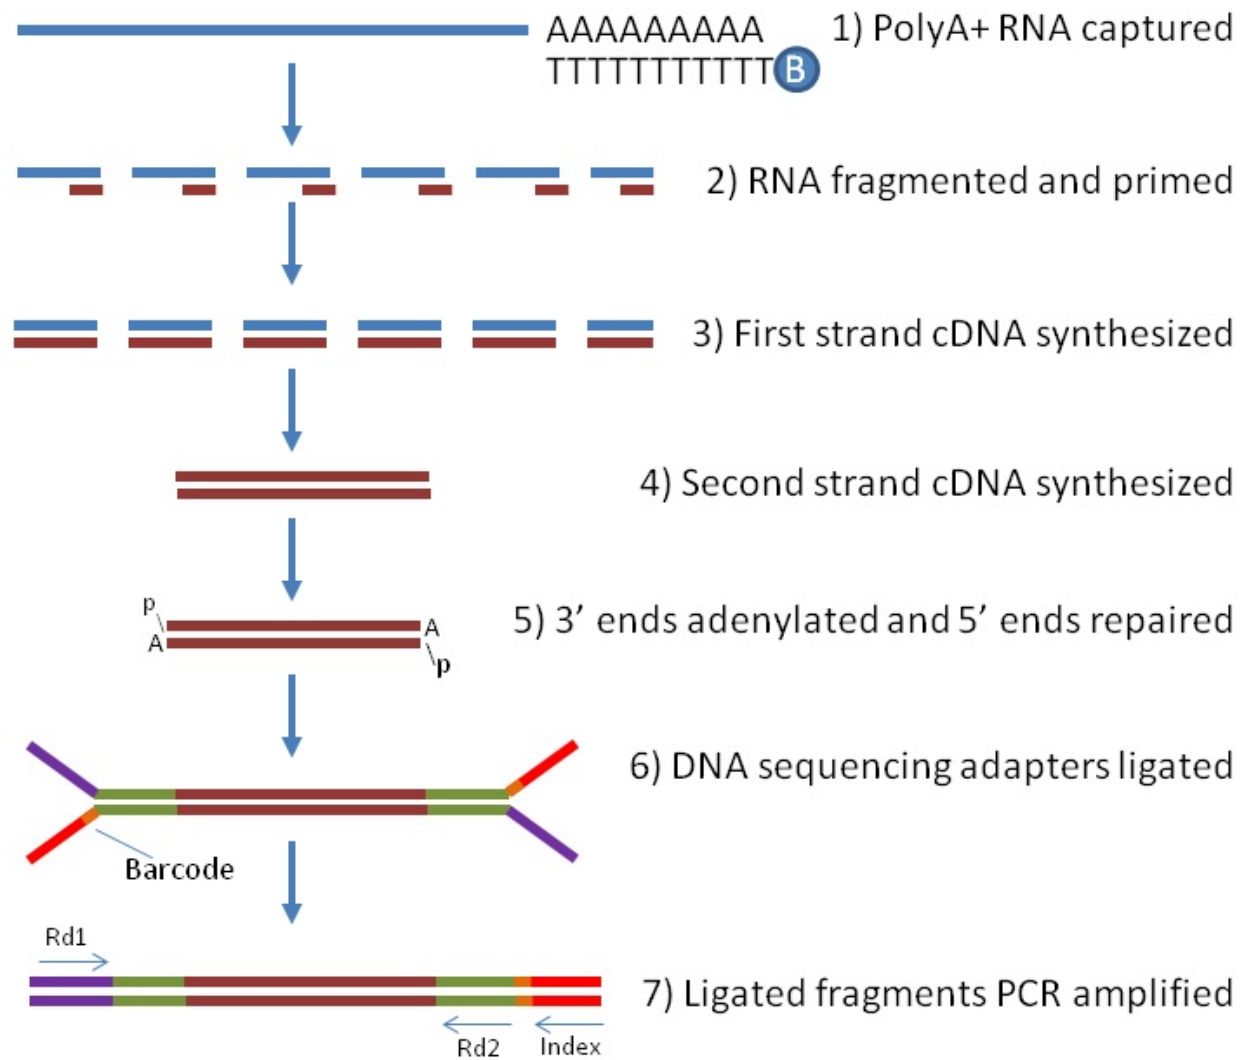 AAAAAAAAA 1) PolyA+ RNA captured
TTTTTTTTTTT B
2) RNA fragmented and primed
3) First strand cDNA synthesized
4) Second strand cDNA synthesized
p
A 5) 3’ ends adenylated and 5’ ends repaired
A
p
6) DNA sequencing adapters ligated
Barcode
Rd1
7) Ligated fragments PCR amplified
Rd2 Index